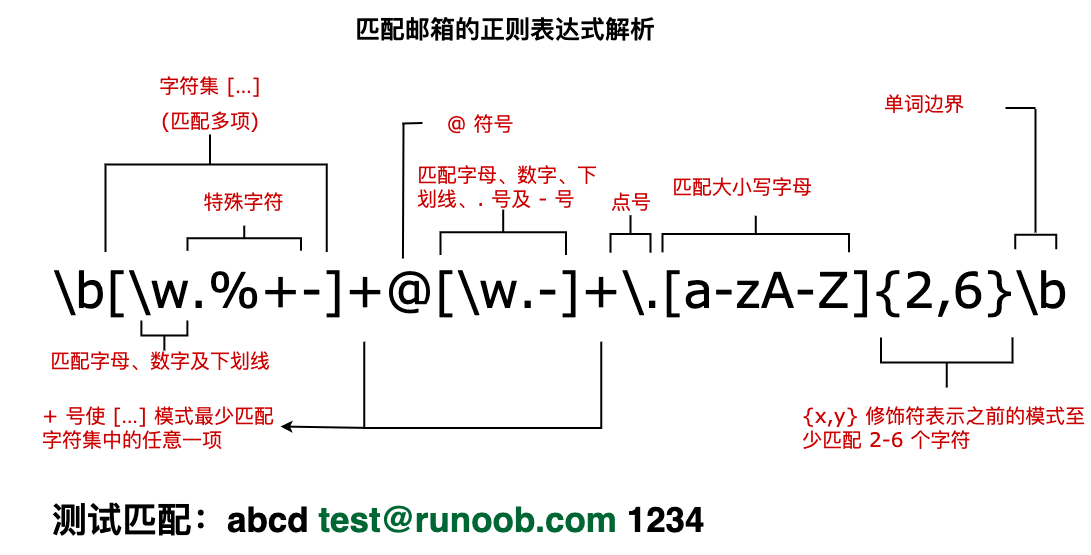 匹配邮箱的正则表达式解析
字符集 [...]
(匹配多项)
特殊字符
@ 符号
匹配字母、数字、下
划线、. 号及 - 号
点号
匹配大小写字母
单词边界
\b[\w.%+-]+@[\w.-]+\.[a-zA-Z]{2,6}\b
匹配字母、数字及下划线
+ 号使 [...] 模式最少匹配
字符集中的任意一项
{x,y} 修饰符表示之前的模式至
少匹配 2-6 个字符
测试匹配：abcd test@runoob.com 1234